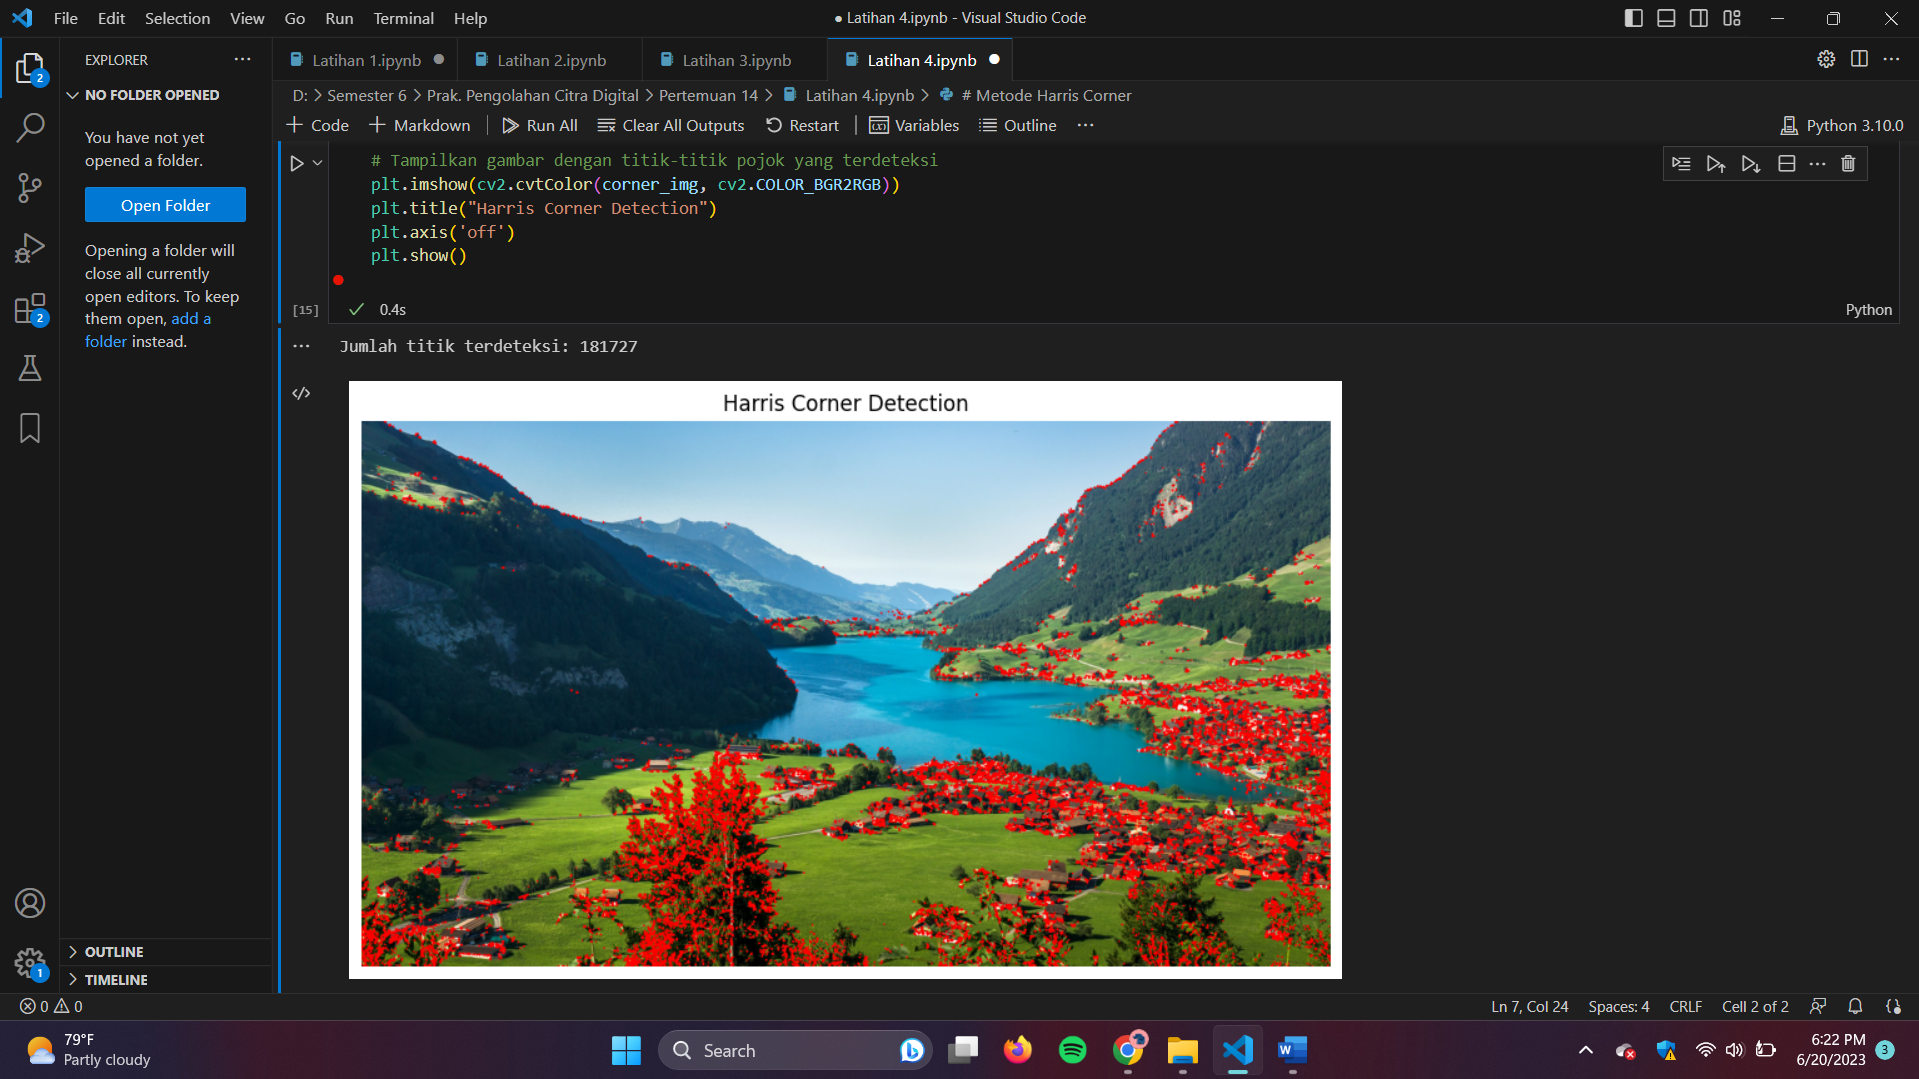 File Edit Selection View Go Run Terminal Help
● Latihan 4.ipynb - Visual Studio Code
EXPLORER
Latihan 1.ipynb
Latihan 2.ipynb
Latihan 3.ipynb
Latihan 4.ipynb
2
NO FOLDER OPENED
D: > Semester 6 > Prak. Pengolahan Citra Digital > Pertemuan 14 > Latihan 4.ipynb > # Metode Harris Corner
+ Code + Markdown Run All Clear All Outputs Restart Variables Outline ...
Python 3.10.0
You have not yet
opened a folder.
Open Folder
Opening a folder will
close all currently
open editors. To keep
them open, add a
folder instead.
2
# Tampilkan gambar dengan titik-titik pojok yang terdeteksi
plt.imshow(cv2.cvtColor(corner_img, cv2.COLOR_BGR2RGB))
plt.title("Harris Corner Detection")
plt.axis('off')
plt.show()
[15]
0.4s
Python
Jumlah titik terdeteksi: 181727
Harris Corner Detection
OUTLINE
TIMELINE
1
0 0
Ln 7, Col 24 Spaces: 4 CRLF Cell 2 of 2
79°F
Partly cloudy
Search
6:22 PM
6/20/2023
3